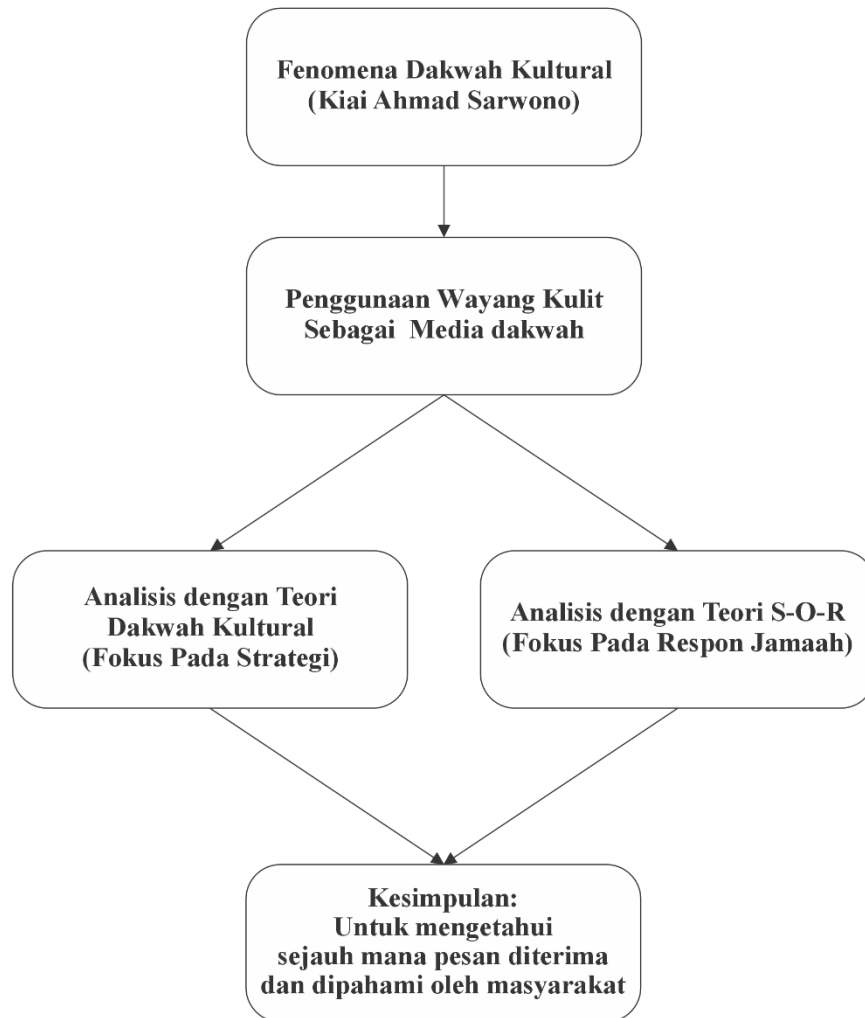 Fenomena Dakwah Kultural
(Kiai Ahmad Sarwono)
Penggunaan Wayang Kulit
Sebagai Media dakwah
Analisis dengan Teori
Dakwah Kultural
(Fokus Pada Strategi)
Analisis dengan Teori S-O-R
(Fokus Pada Respon Jamaah)
Kesimpulan:
Untuk mengetahui
sejauh mana pesan diterima
dan dipahami oleh masyarakat